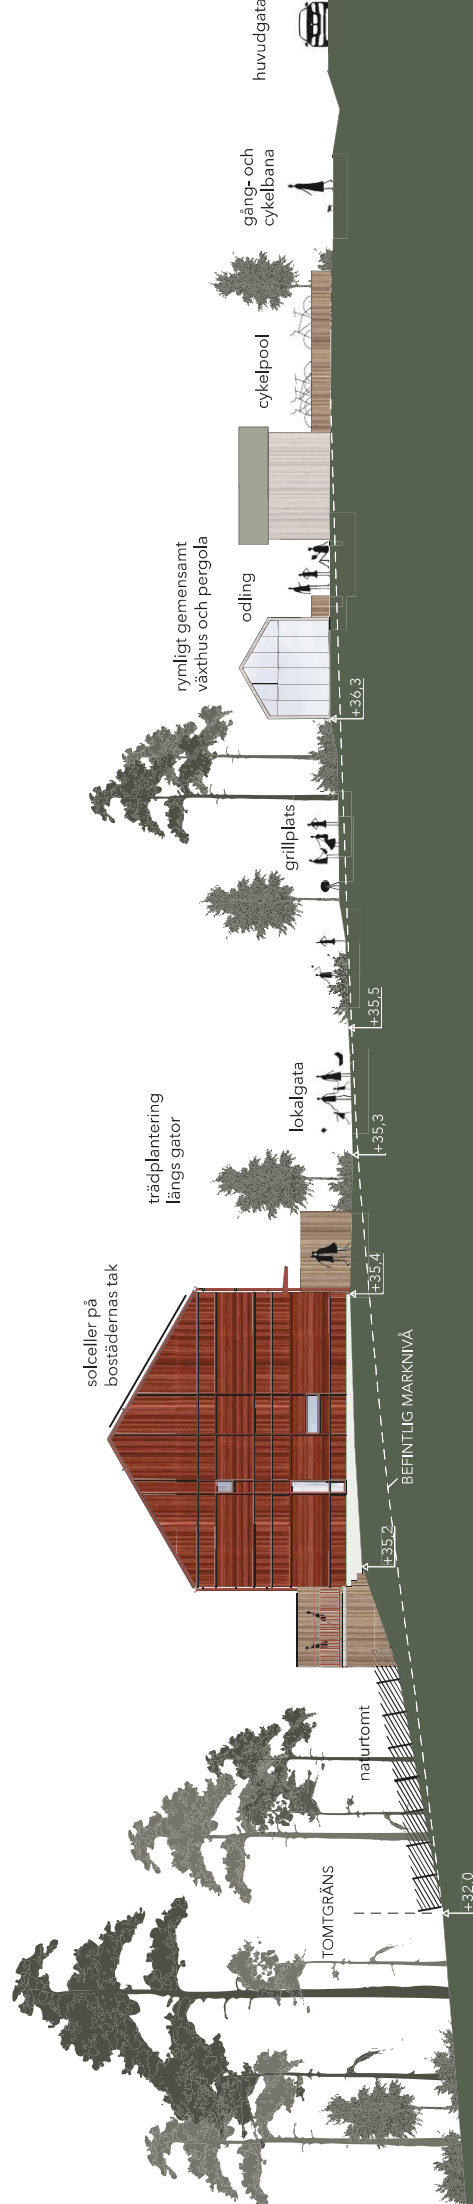 TOMTGRÄNS
+32,0
naturtomt
+35,2
BEFINTLIG MARKNIVÅ
solceller på
bostädernas tak
+35,4
trädplantering
längs gator
+35,3
lokalgata
+35,5
grillplats
+36,3
rymligt gemensamt
växthus och pergola
odling
cykelpool
gång- och
cykelbana
huvudgata